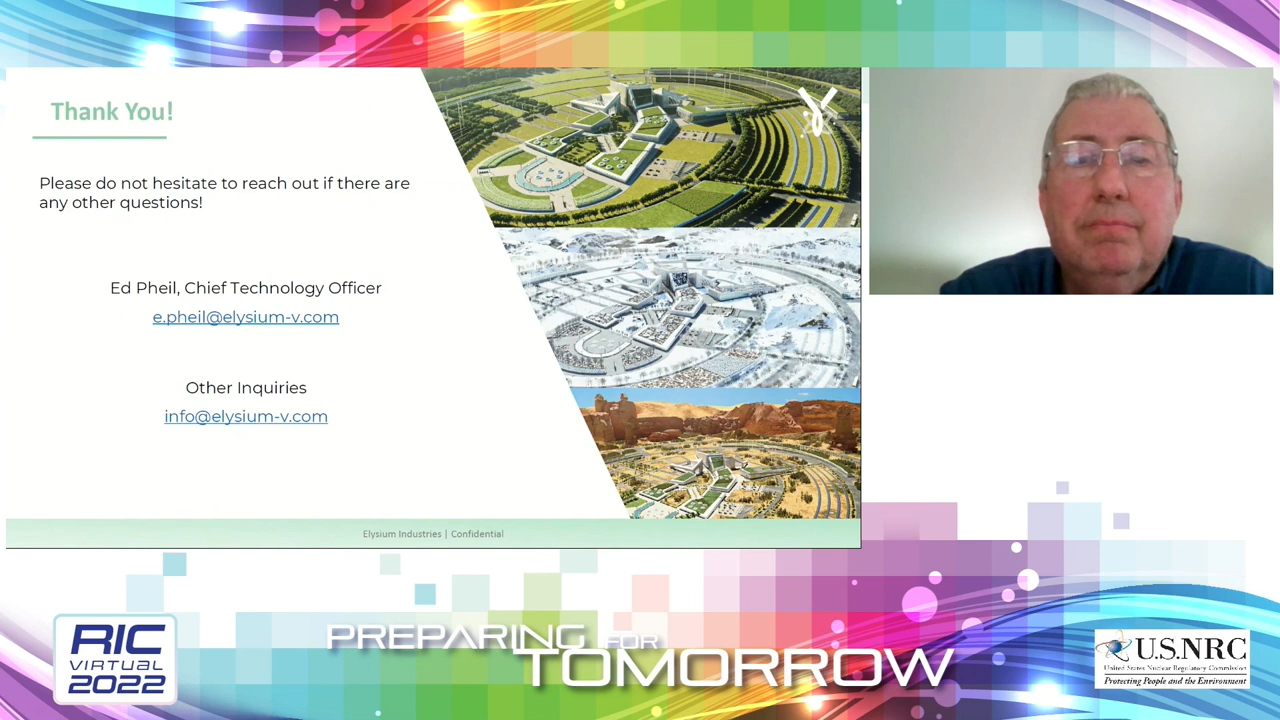 Thank You!
Please do not hesitate to reach out if there are
any other questions!
Ed Pheil, Chief Technology Officer
e.pheil@elysium-v.com
Other Inquiries
info@elysium-v.com
Elysium Industries | Confidential
RIC
VIRTUAL
2022
PREPARING FOR
TOMORROW
U.S.NRC
United States Nuclear Regulatory Commission
Protecting People and the Environment